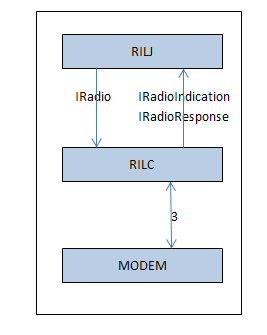 RILJ
IRadio
IRadioIndication
IRadioResponse
RILC
3
MODEM